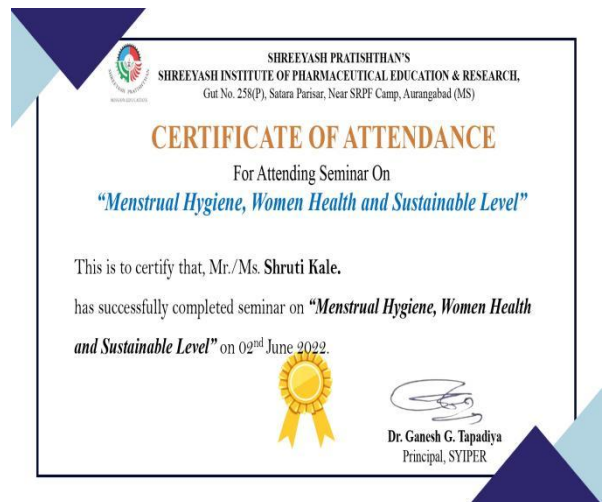 SHREEYASH PRATISHTHAN'S
SHREEYASH INSTITUTE OF PHARMACEUTICAL EDUCATION & RESEARCH,
Gut No. 258(P), Satara Parisar, Near SRPF Camp, Aurangabad (MS)
CERTIFICATE OF ATTENDANCE
For Attending Seminar On
“Menstrual Hygiene, Women Health and Sustainable Level”
This is to certify that, Mr./Ms. Shruti Kale.
has successfully completed seminar on “Menstrual Hygiene, Women Health
and Sustainable Level” on 02nd June 2022.
Dr. Ganesh G. Tapadiya
Principal, SYIPER